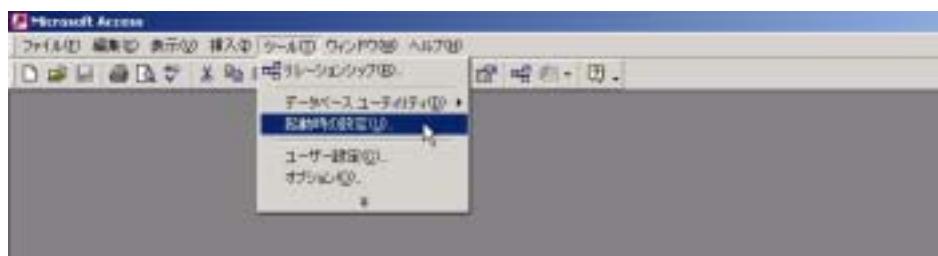 Microsoft Access
ファイル(F) 編集(E) 表示(V) 挿入(I) ツール(T) ウィンドウ(W) ヘルプ(H)
リレーションシップ(R)...
データベース ユーティリティ(D)
起動時の設定(U)...
ユーザー設定(C)...
オプション(O)...